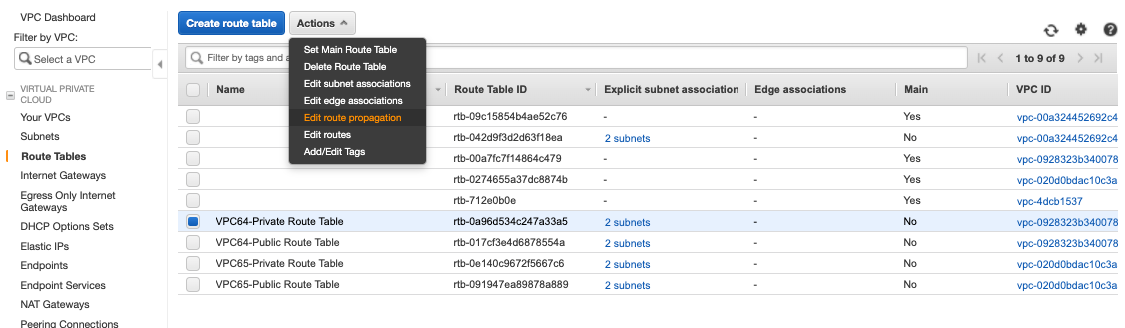 VPC Dashboard
Filter by VPC:
Select a VPC
VIRTUAL PRIVATE
CLOUD
Your VPCs
Subnets
Route Tables
Internet Gateways
Egress Only Internet
Gateways
DHCP Options Sets
Elastic IPs
Endpoints
Endpoint Services
NAT Gateways
Peering Connections
Create route table Actions
Set Main Route Table
Delete Route Table
Edit subnet associations
Edit edge associations
Edit route propagation
Edit routes
Add/Edit Tags
Filter by tags and a
1 to 9 of 9
Name Route Table ID Explicit subnet association Edge associations Main VPC ID
rtb-09c15854b4ae52c76 - - Yes vpc-00a324452692c4
rtb-042d9f3d2d63f18ea 2 subnets - No vpc-00a324452692c4
rtb-00a7fc7f14864c479 - - Yes vpc-0928323b340078
rtb-0274655a37dc8874b - - Yes vpc-020d0bdac10c3a
rtb-712e0b0e - - Yes vpc-4dcb1537
VPC64-Private Route Table rtb-0a96d534c247a33a5 2 subnets - No vpc-0928323b340078
VPC64-Public Route Table rtb-017cf3e4d6878554a 2 subnets - No vpc-0928323b340078
VPC65-Private Route Table rtb-0e140c9672f5667c6 2 subnets - No vpc-020d0bdac10c3a
VPC65-Public Route Table rtb-091947ea89878a889 2 subnets - No vpc-020d0bdac10c3a